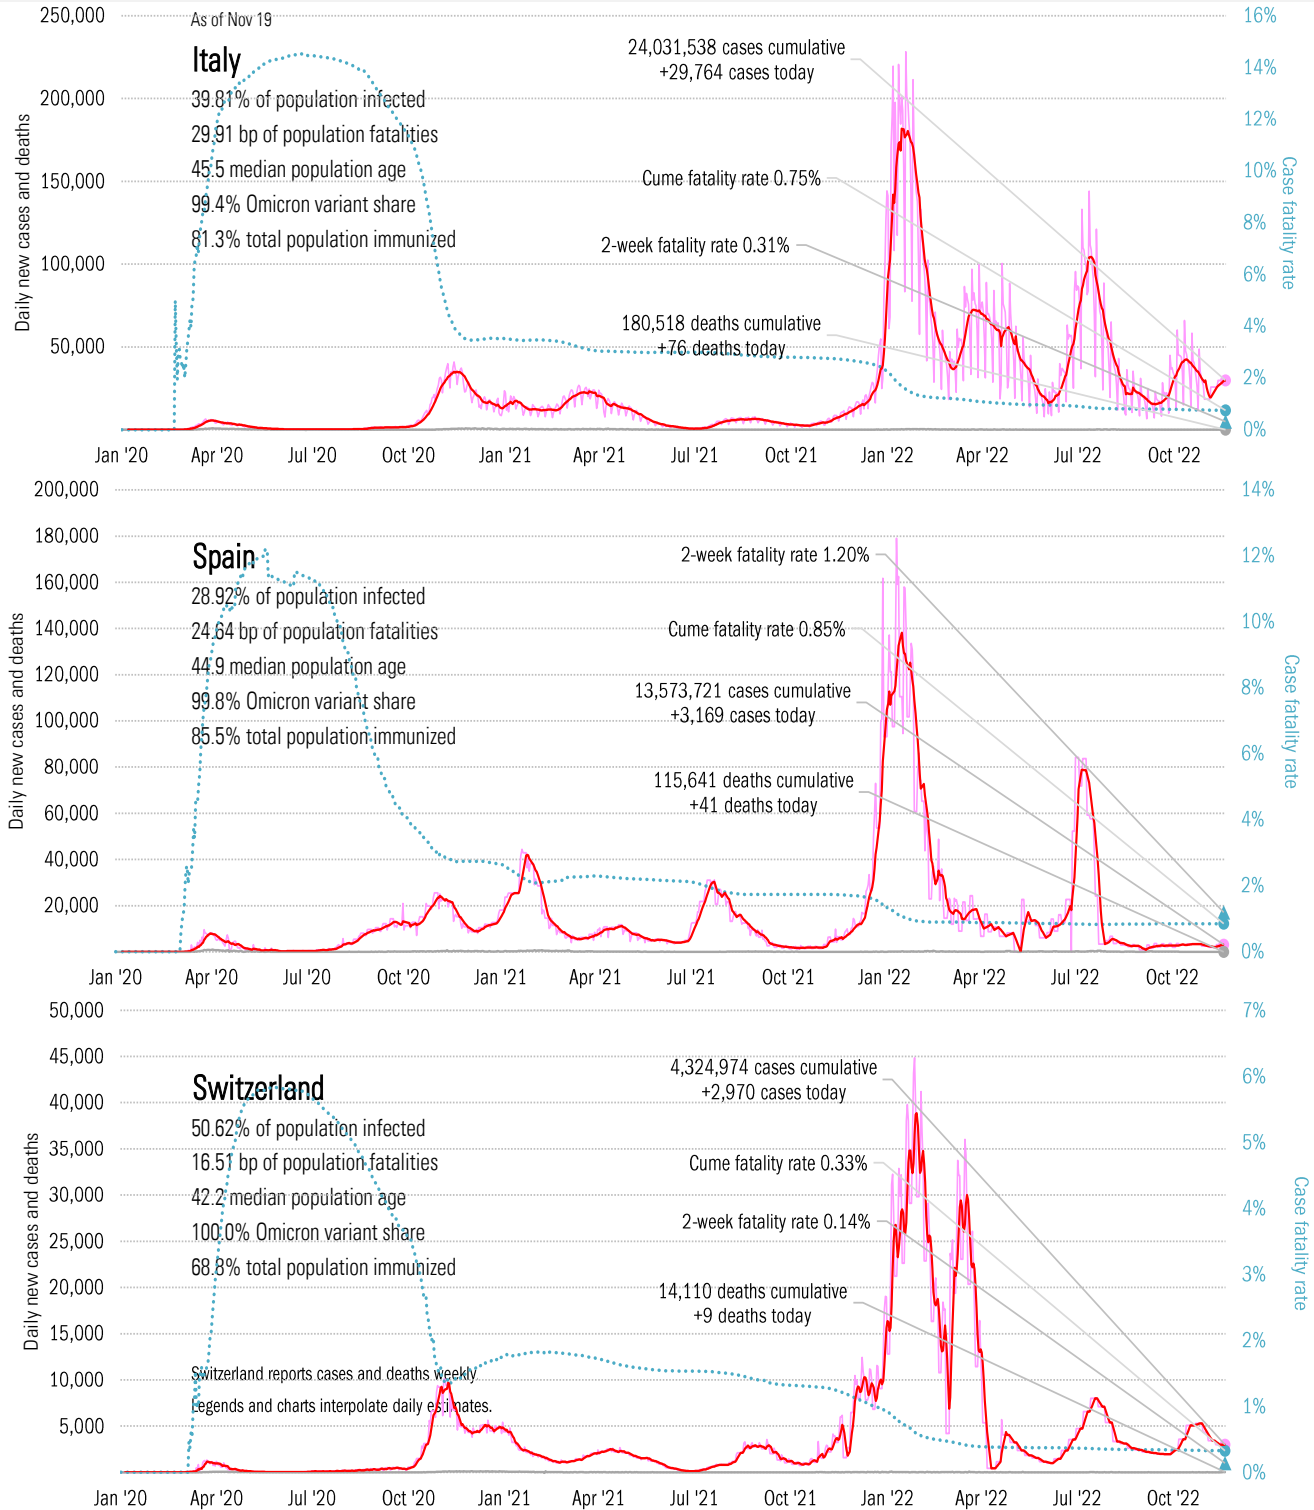 250,000
As of Nov 19
16%
Italy
24,031,538 cases cumulative
+29,764 cases today
14%
200,000
39.81% of population infected
12%
29.91 bp of population fatalities
45.5 median population age
Cume fatality rate 0.75%
10%
150,000
99.4% Omicron variant share
8%
81.3% total population immunized
2-week fatality rate 0.31%
100,000
6%
180,518 deaths cumulative
+76 deaths today
4%
50,000
2%
0%
Daily new cases and deaths
Case fatality rate
Jan '20 Apr '20 Jul '20 Oct '20 Jan '21 Apr '21 Jul '21 Oct '21 Jan '22 Apr '22 Jul '22 Oct '22
200,000
14%
180,000
Spain
2-week fatality rate 1.20%
12%
160,000
28.92% of population infected
24.64 bp of population fatalities
Cume fatality rate 0.85%
10%
140,000
44.9 median population age
120,000
99.8% Omicron variant share
13,573,721 cases cumulative
+3,169 cases today
8%
100,000
85.5% total population immunized
6%
80,000
115,641 deaths cumulative
+41 deaths today
60,000
4%
40,000
2%
20,000
0%
Daily new cases and deaths
Case fatality rate
Jan '20 Apr '20 Jul '20 Oct '20 Jan '21 Apr '21 Jul '21 Oct '21 Jan '22 Apr '22 Jul '22 Oct '22
50,000
7%
45,000
Switzerland
4,324,974 cases cumulative
+2,970 cases today
6%
40,000
50.62% of population infected
5%
35,000
16.51 bp of population fatalities
Cume fatality rate 0.33%
30,000
42.2 median population age
4%
100.0% Omicron variant share
2-week fatality rate 0.14%
25,000
68.8% total population immunized
3%
20,000
14,110 deaths cumulative
+9 deaths today
15,000
2%
Switzerland reports cases and deaths weekly.
10,000
Legends and charts interpolate daily estimates.
1%
5,000
0%
Daily new cases and deaths
Case fatality rate
Jan '20 Apr '20 Jul '20 Oct '20 Jan '21 Apr '21 Jul '21 Oct '21 Jan '22 Apr '22 Jul '22 Oct '22